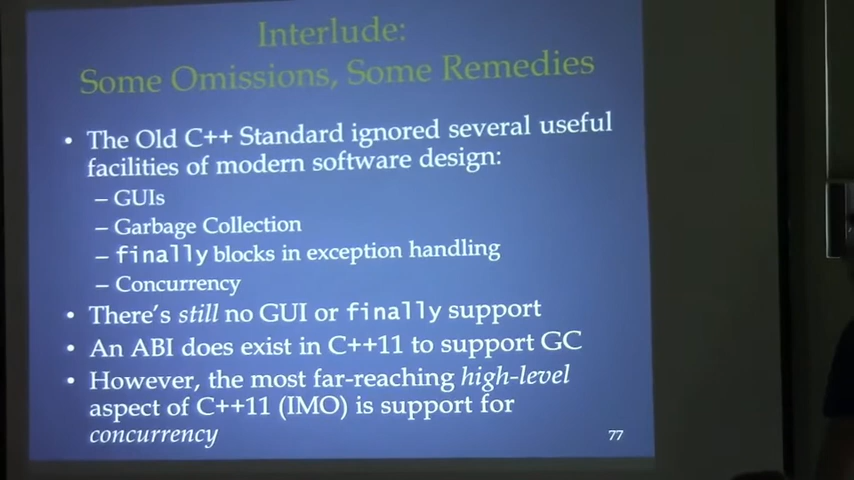 Interlude:
Some Omissions, Some Remedies
• The Old C++ Standard ignored several useful
facilities of modern software design:
– GUIs
– Garbage Collection
– finally blocks in exception handling
– Concurrency
• There's still no GUI or finally support
• An ABI does exist in C++11 to support GC
• However, the most far-reaching high-level
aspect of C++11 (IMO) is support for
concurrency
77